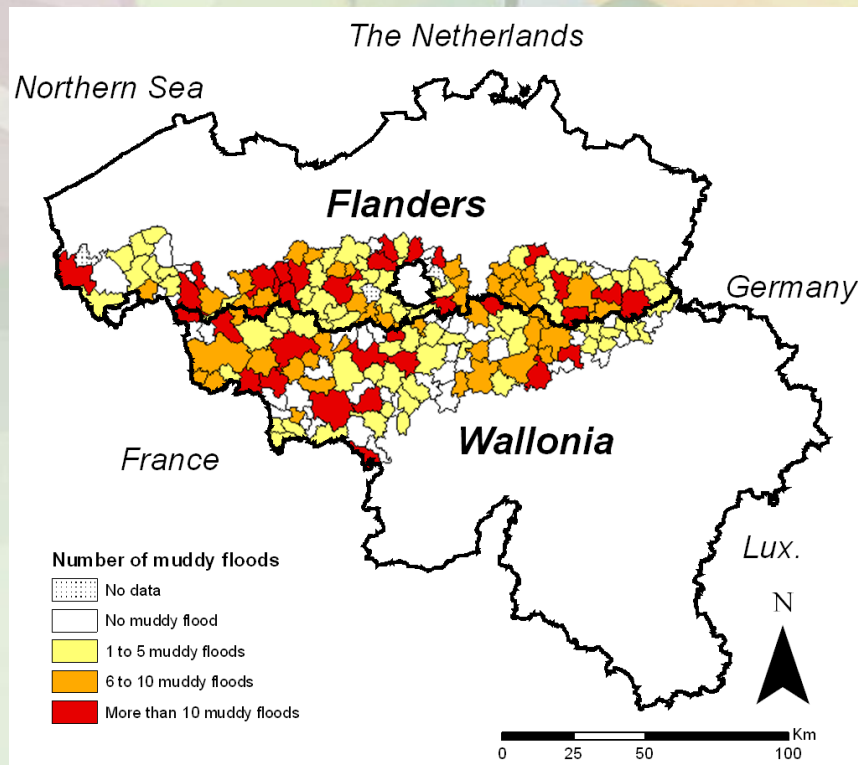 The Netherlands
Northern Sea
Flanders
Germany
Wallonia
France
Lux.
Number of muddy floods
No data
No muddy flood
1 to 5 muddy floods
6 to 10 muddy floods
More than 10 muddy floods
N
Km
0 25 50 100